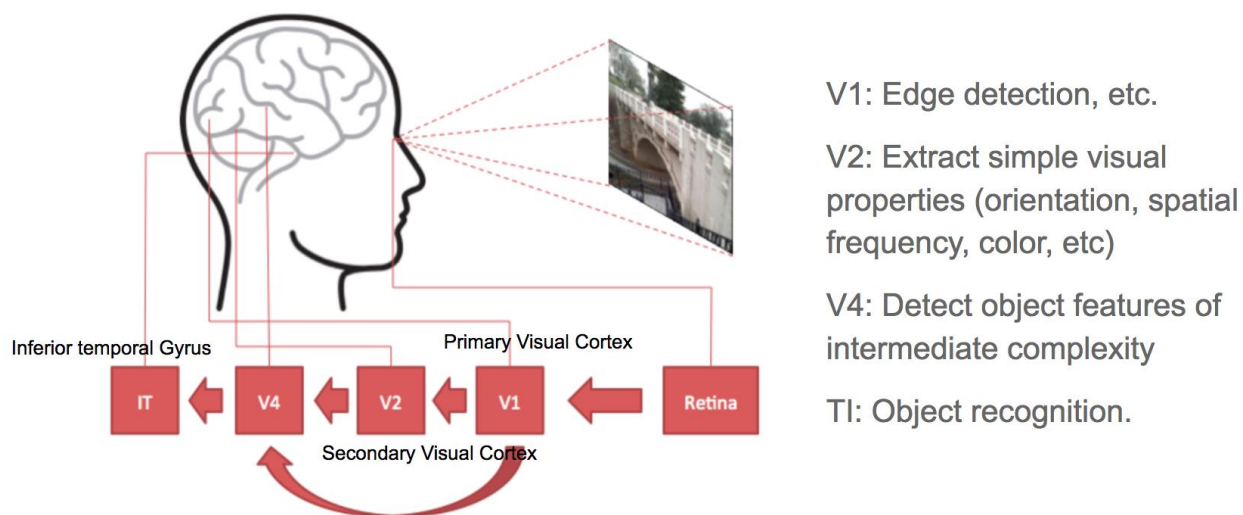 V1: Edge detection, etc.
V2: Extract simple visual
properties (orientation, spatial
frequency, color, etc)
V4: Detect object features of
intermediate complexity
TI: Object recognition.
Inferior temporal Gyrus
Primary Visual Cortex
IT
V4
V2
V1
Retina
Secondary Visual Cortex